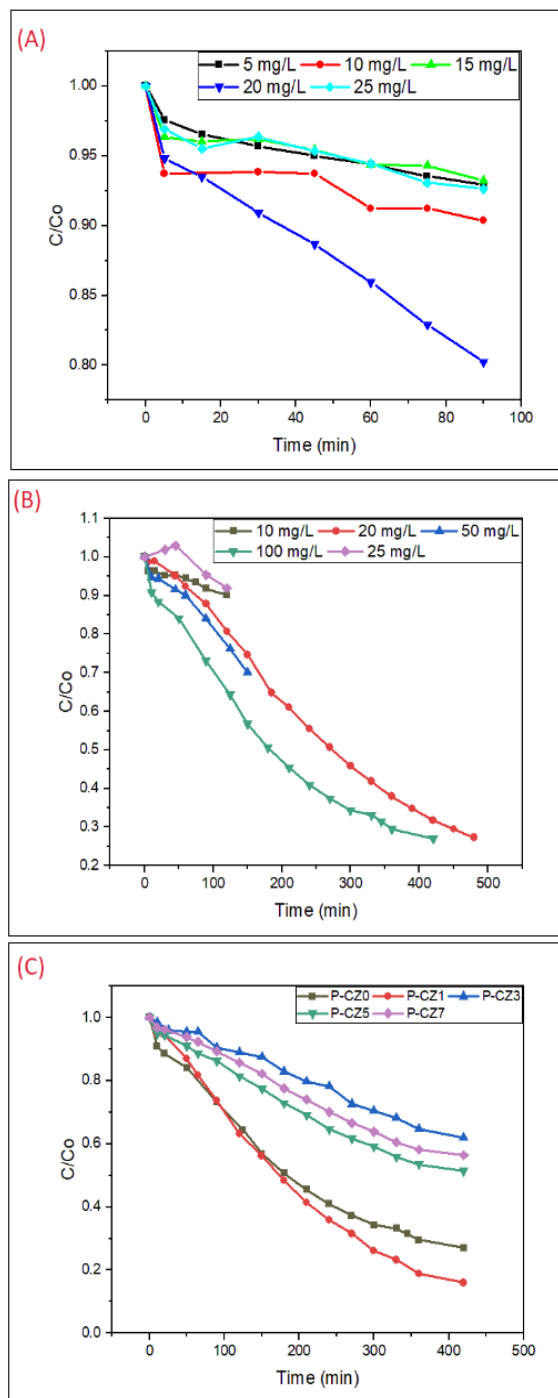 (A)
5 mg/L 10 mg/L 15 mg/L
20 mg/L 25 mg/L
1.00
0.95
0.90
0.85
0.80
C/Co
0 20 40 60 80 100
Time (min)
(B)
10 mg/L 20 mg/L 50 mg/L
100 mg/L 25 mg/L
1.1
1.0
0.9
0.8
0.7
0.6
0.5
0.4
0.3
0.2
C/Co
0 100 200 300 400 500
Time (min)
(C)
P-CZ0 P-CZ1 P-CZ3
P-CZ5 P-CZ7
1.0
0.8
0.6
0.4
0.2
0.0
C/Co
0 100 200 300 400 500
Time (min)